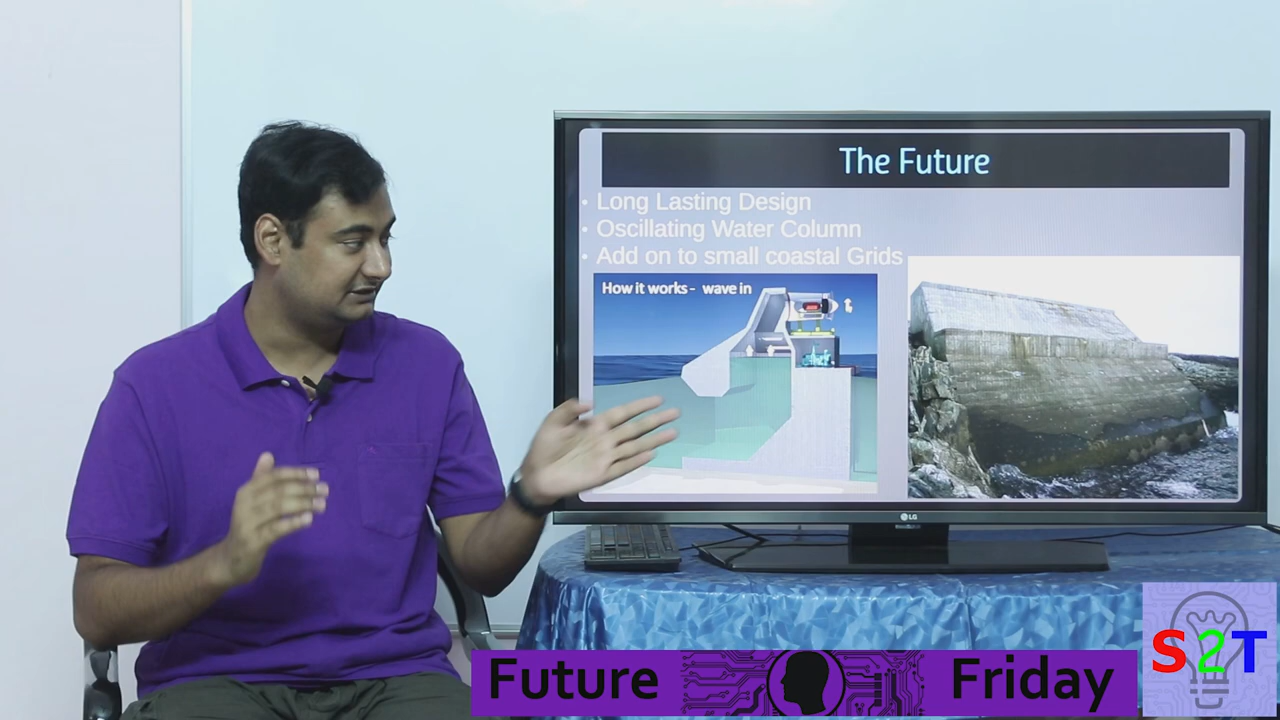 The Future
• Long Lasting Design
• Oscillating Water Column
• Add on to small coastal Grids
How it works - wave in
LG
Future Friday
S2T